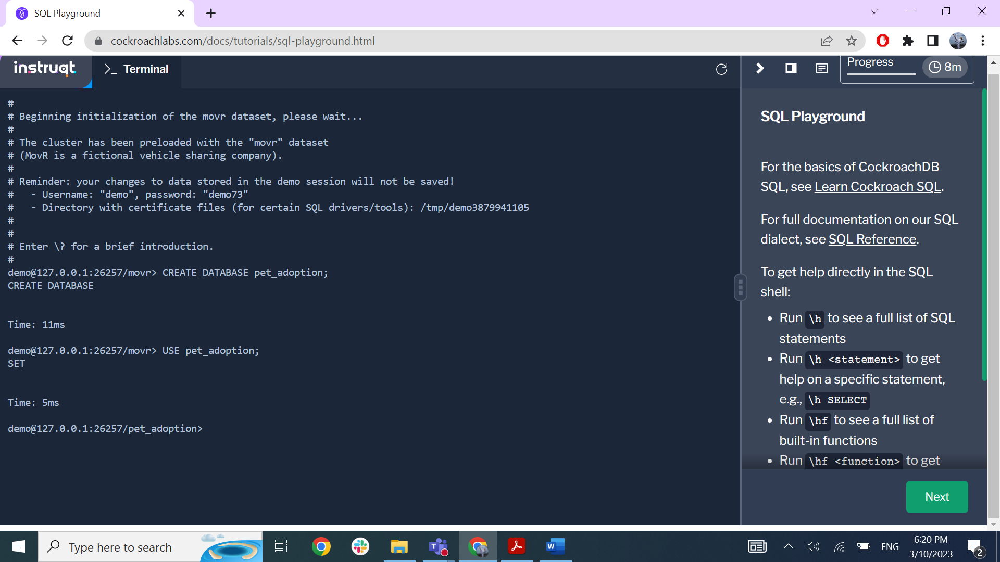 SQL Playground
cockroachlabs.com/docs/tutorials/sql-playground.html
instruqt
>_ Terminal
Progress
8m
#
# Beginning initialization of the movr dataset, please wait...
#
# The cluster has been preloaded with the "movr" dataset
# (MovR is a fictional vehicle sharing company).
#
# Reminder: your changes to data stored in the demo session will not be saved!
#   - Username: "demo", password: "demo73"
#   - Directory with certificate files (for certain SQL drivers/tools): /tmp/demo3879941105
#
#
# Enter \? for a brief introduction.
#
demo@127.0.0.1:26257/movr> CREATE DATABASE pet_adoption;
CREATE DATABASE
Time: 11ms
demo@127.0.0.1:26257/movr> USE pet_adoption;
SET
Time: 5ms
demo@127.0.0.1:26257/pet_adoption>
SQL Playground
For the basics of CockroachDB
SQL, see Learn Cockroach SQL.
For full documentation on our SQL
dialect, see SQL Reference.
To get help directly in the SQL
shell:
• Run \h to see a full list of SQL
statements
• Run \h <statement> to get
help on a specific statement,
e.g., \h SELECT
• Run \hf to see a full list of
built-in functions
• Run \hf <function> to get
Next
Type here to search
ENG
6:20 PM
3/10/2023
2